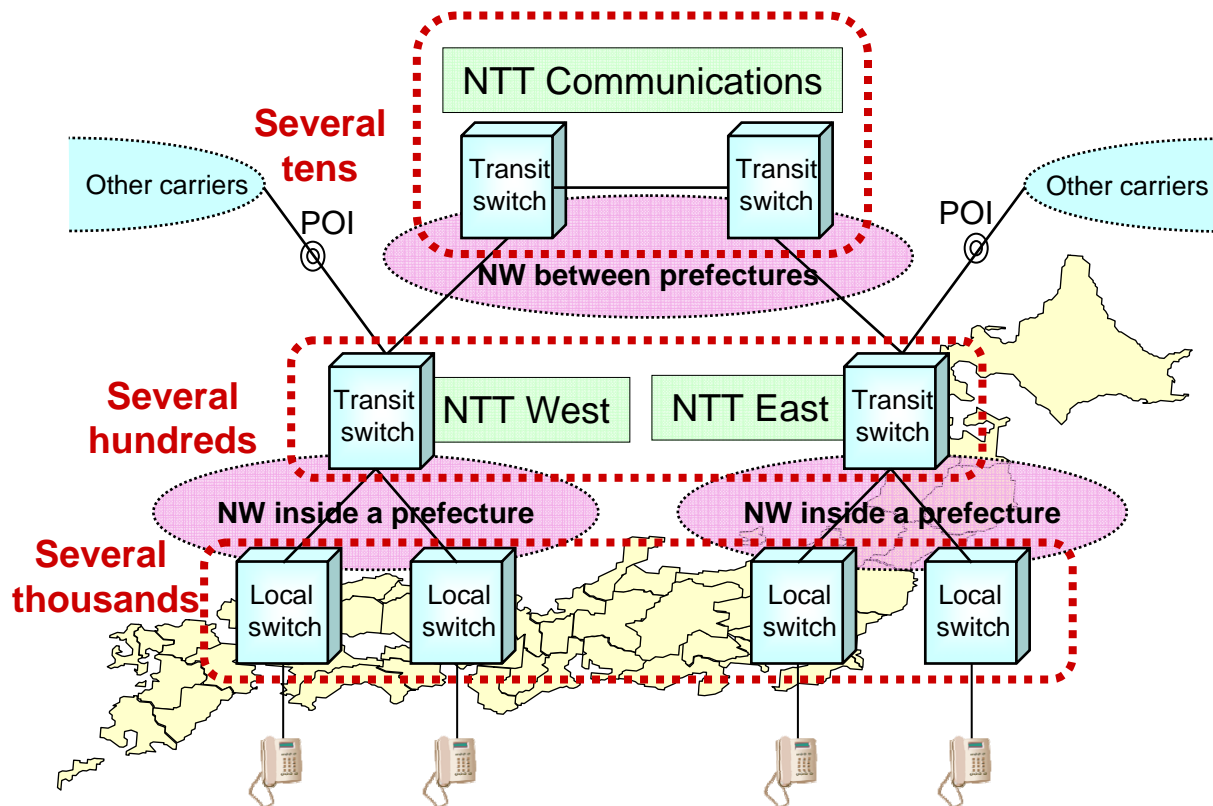 NTT Communications
Several
tens
Transit
switch
Transit
switch
Other carriers
Other carriers
POI
POI
NW between prefectures
Several
hundreds
Transit
switch
NTT West
NTT East
Transit
switch
NW inside a prefecture
NW inside a prefecture
Several
thousands
Local
switch
Local
switch
Local
switch
Local
switch